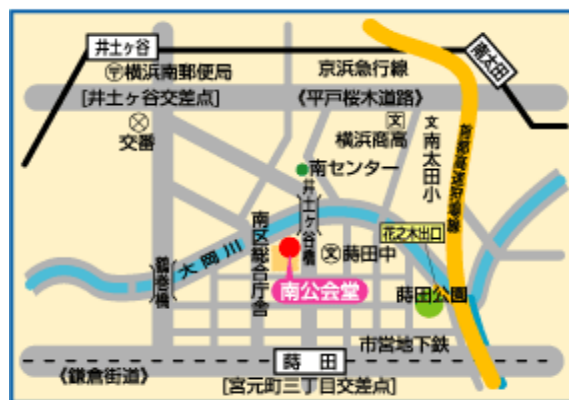 井土ヶ谷
南太田
〒横浜南郵便局
京浜急行線
[井土ヶ谷交差点]
《平戸桜木道路》
交番
文
横浜商高
文
南太田小
首都高速狩場線
南センター
井土ヶ谷橋
花之木出口
大岡川
鶴巻橋
南区総合庁舎
文
蒔田中
南公会堂
蒔田公園
市営地下鉄
蒔田
《鎌倉街道》
[宮元町三丁目交差点]